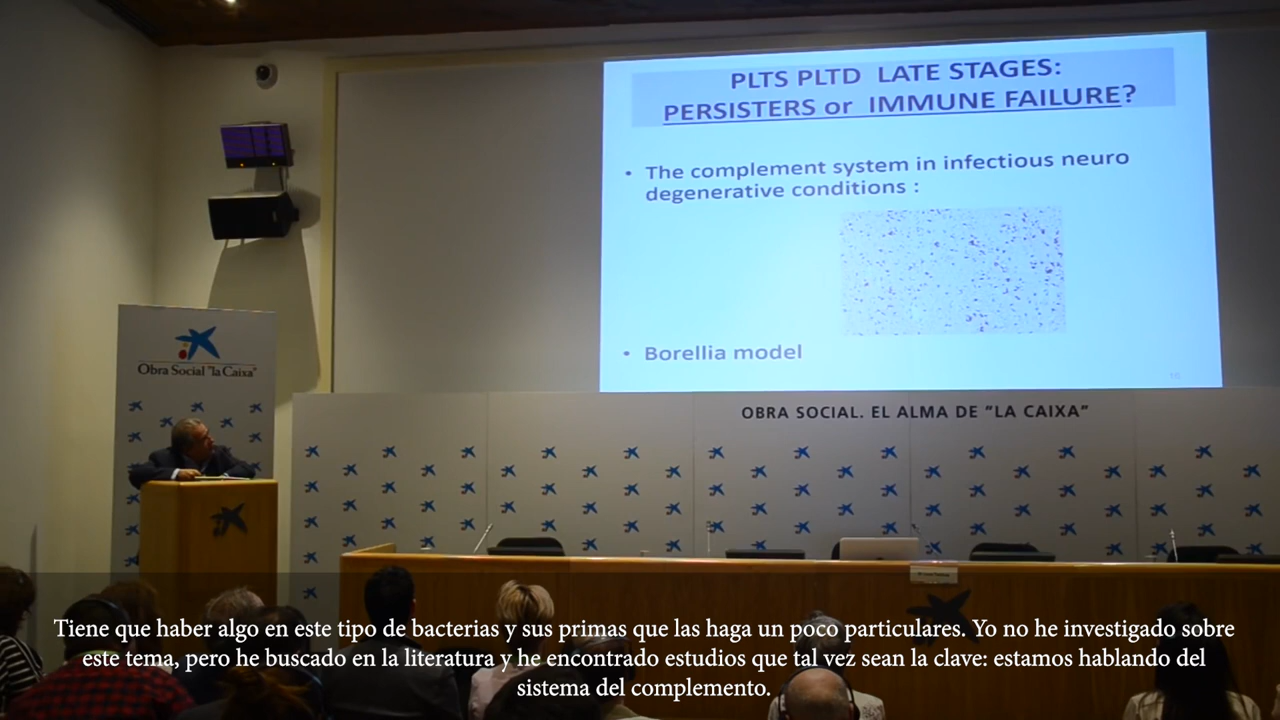 PLTS PLTD LATE STAGES:
PERSISTERS or IMMUNE FAILURE?
• The complement system in infectious neuro
degenerative conditions :
• Borellia model
16
Obra Social "la Caixa"
OBRA SOCIAL. EL ALMA DE "LA CAIXA"
Tiene que haber algo en este tipo de bacterias y sus primas que las haga un poco particulares. Yo no he investigado sobre
este tema, pero he buscado en la literatura y he encontrado estudios que tal vez sean la clave: estamos hablando del
sistema del complemento.